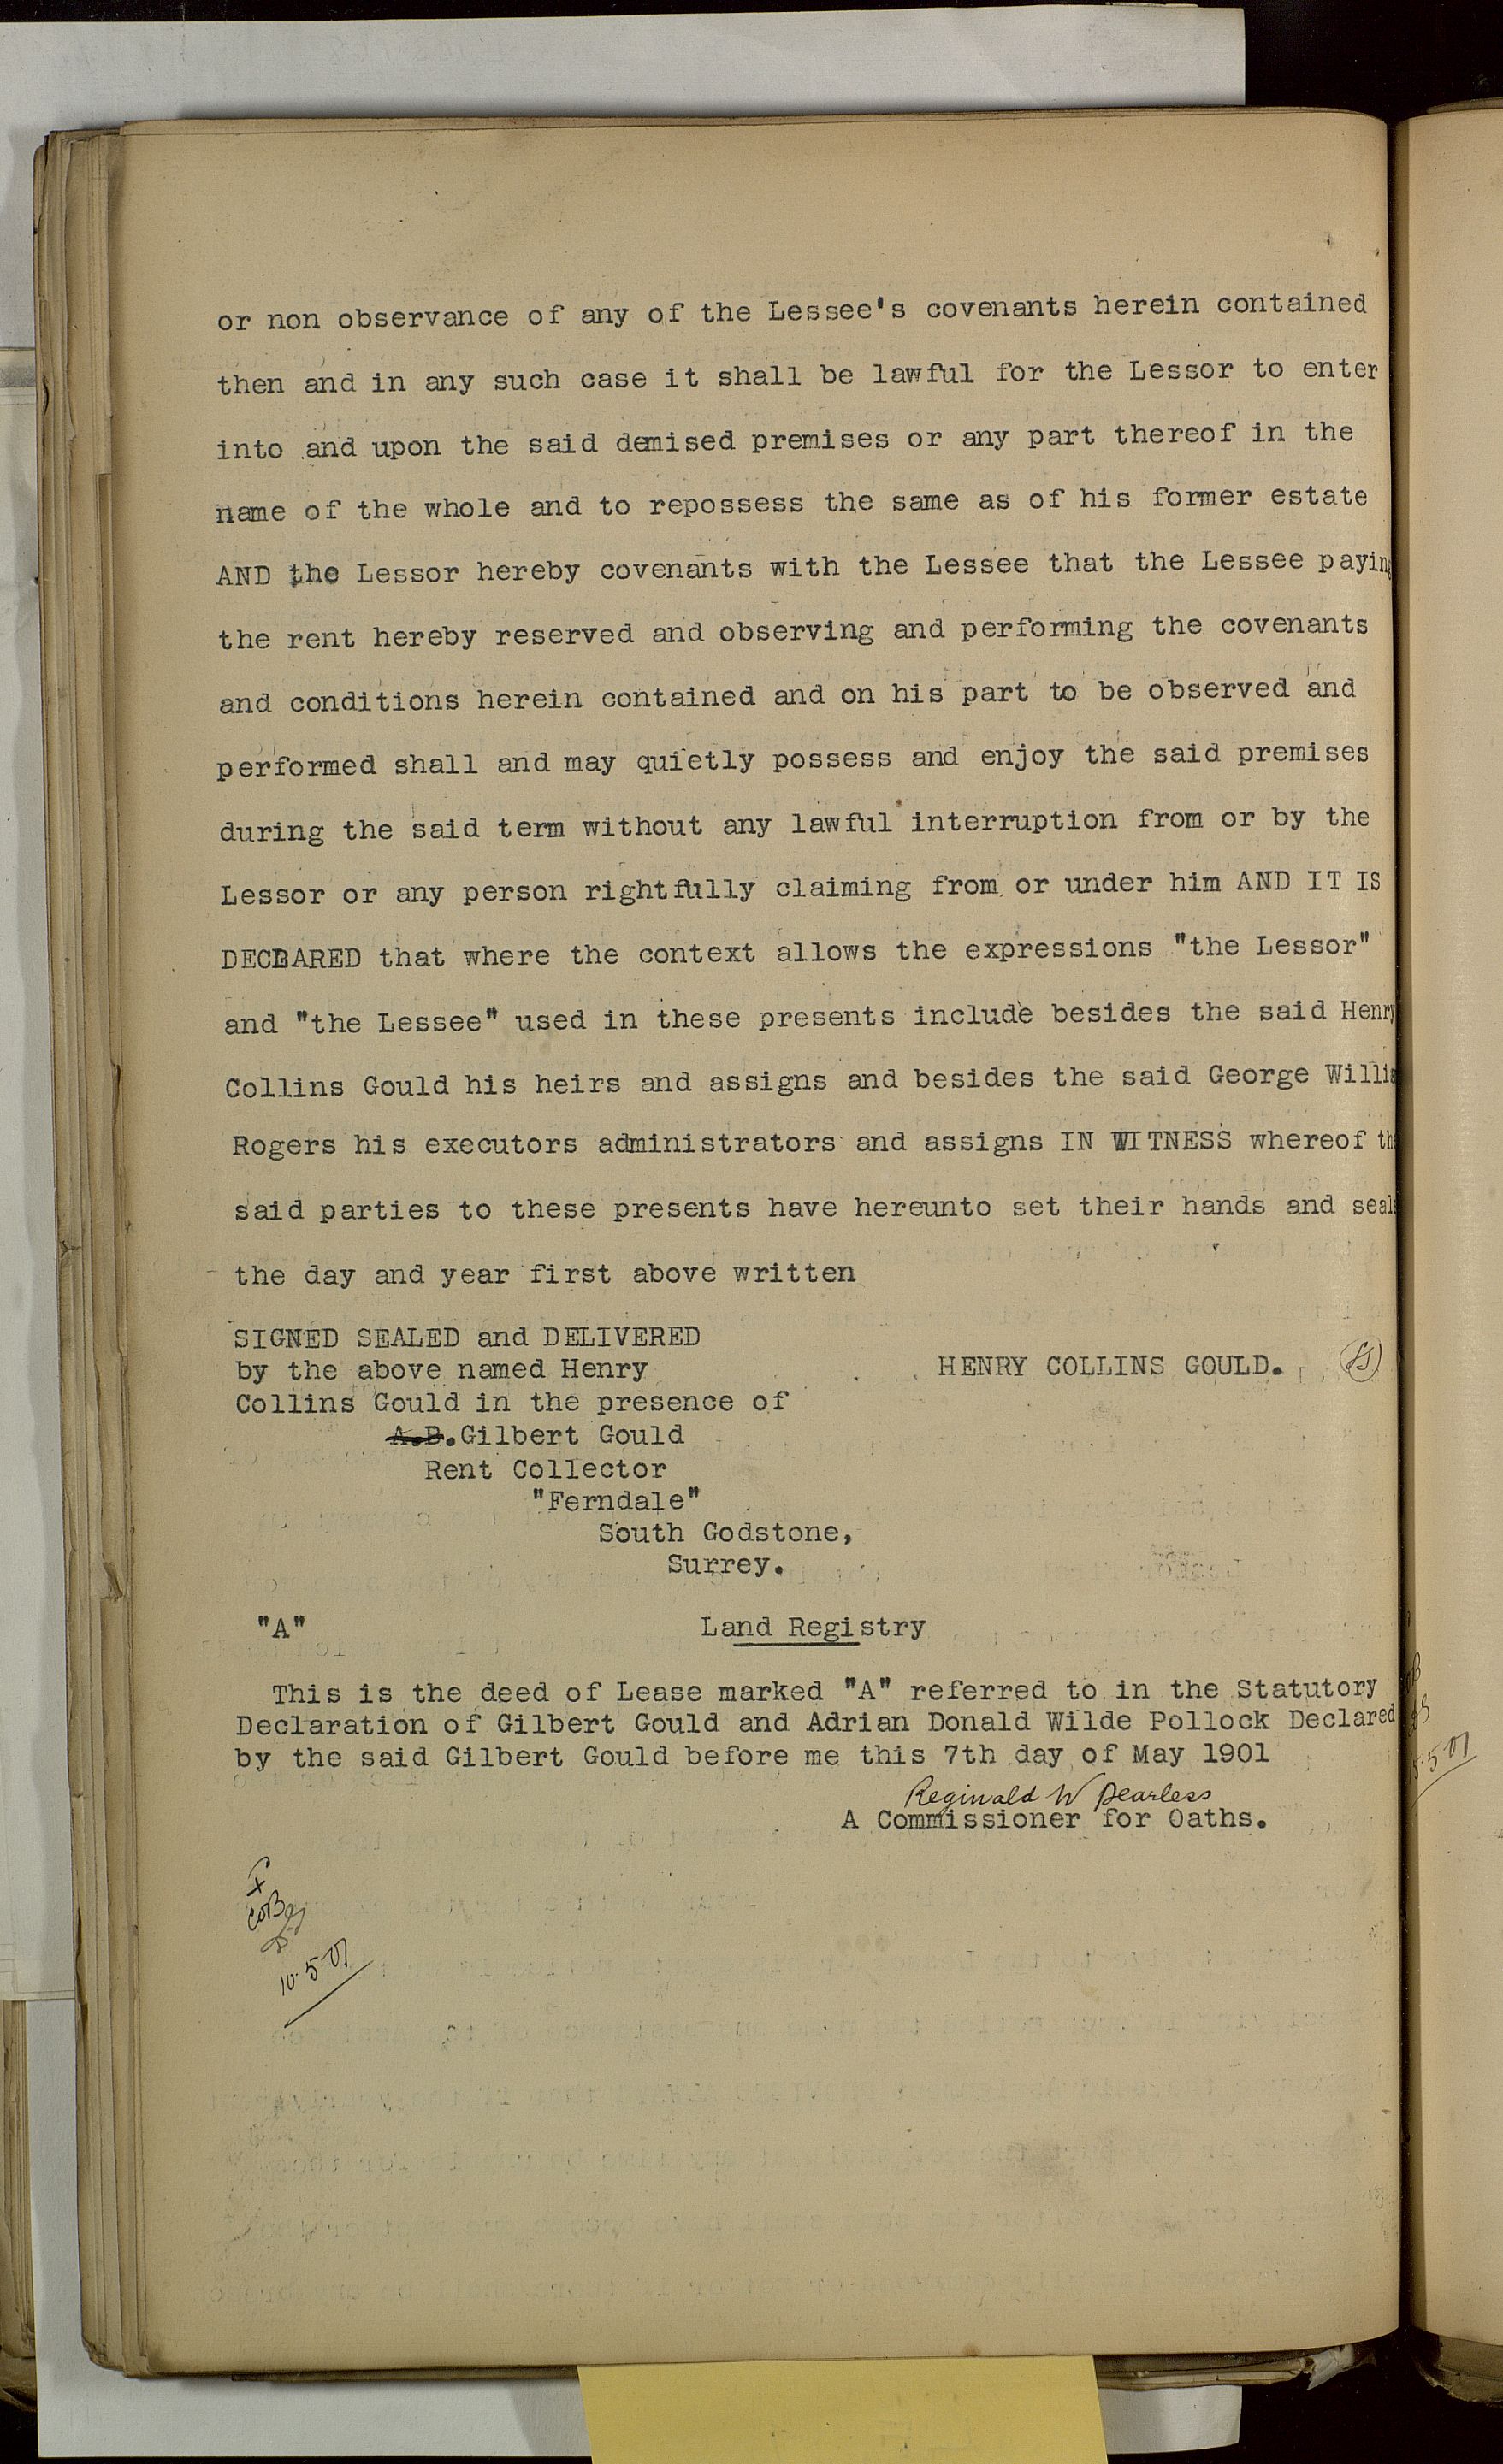 or non observance of any of the Lessee's covenants herein contained
then and in any such case it shall be lawful for the Lessor to enter
into and upon the said demised premises or any part thereof in the
name of the whole and to repossess the same as of his former estate
AND the Lessor hereby covenants with the Lessee that the Lessee paying
the rent hereby reserved and observing and performing the covenants
and conditions herein contained and on his part to be observed and
performed shall and may quietly possess and enjoy the said premises
during the said term without any lawful interruption from or by the
Lessor or any person rightfully claiming from or under him AND IT IS
DECLARED that where the context allows the expressions "the Lessor"
and "the Lessee" used in these presents include besides the said Henry
Collins Gould his heirs and assigns and besides the said George Willia
Rogers his executors administrators and assigns IN WITNESS whereof the
said parties to these presents have hereunto set their hands and seals
the day and year first above written
SIGNED SEALED and DELIVERED
by the above named Henry HENRY COLLINS GOULD. LS
Collins Gould in the presence of
A.B.Gilbert Gould
Rent Collector
"Ferndale"
South Godstone,
Surrey.
"A" Land Registry
This is the deed of Lease marked "A" referred to in the Statutory
Declaration of Gilbert Gould and Adrian Donald Wilde Pollock Declared
by the said Gilbert Gould before me this 7th day of May 1901
Reginald W Pearless
A Commissioner for Oaths.
10.5.01